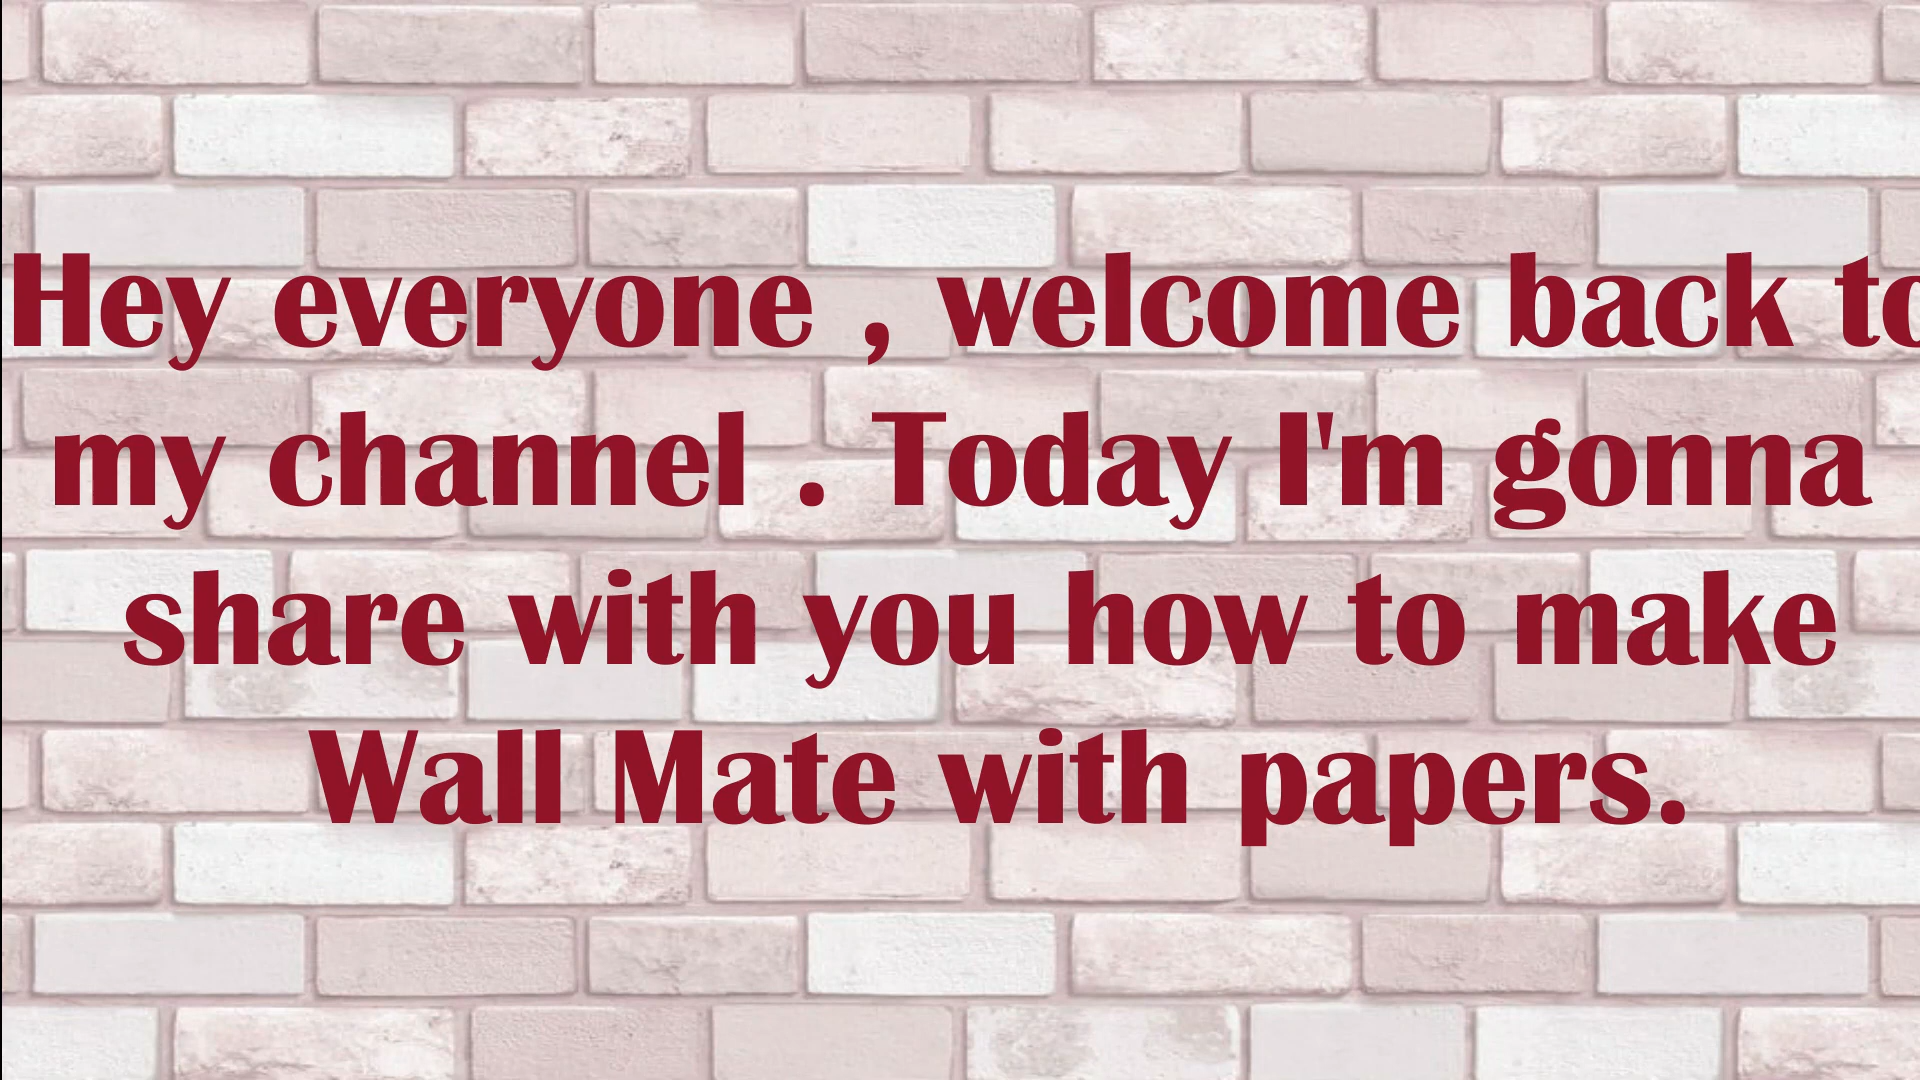 Hey everyone , welcome back to
my channel . Today I'm gonna
share with you how to make
Wall Mate with papers.